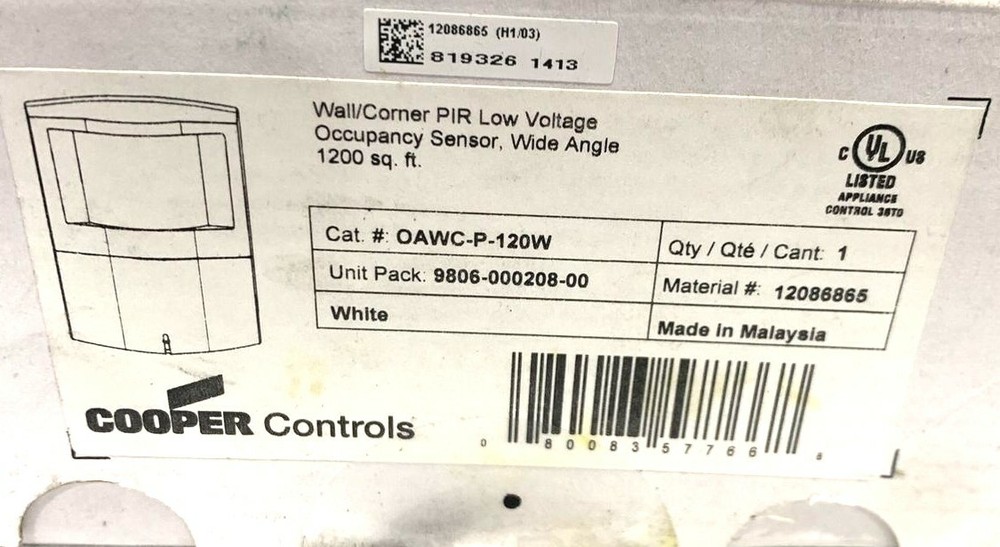 12086865 (H1/03)
819326 1413
Wall/Corner PIR Low Voltage
Occupancy Sensor, Wide Angle
1200 sq. ft.
C UL US
LISTED
APPLIANCE
CONTROL 38T0
Cat. #: OAWC-P-120W
Qty / Qté / Cant: 1
Unit Pack: 9806-000208-00
Material #: 12086865
White
Made in Malaysia
COOPER Controls
0 80083 57766 8